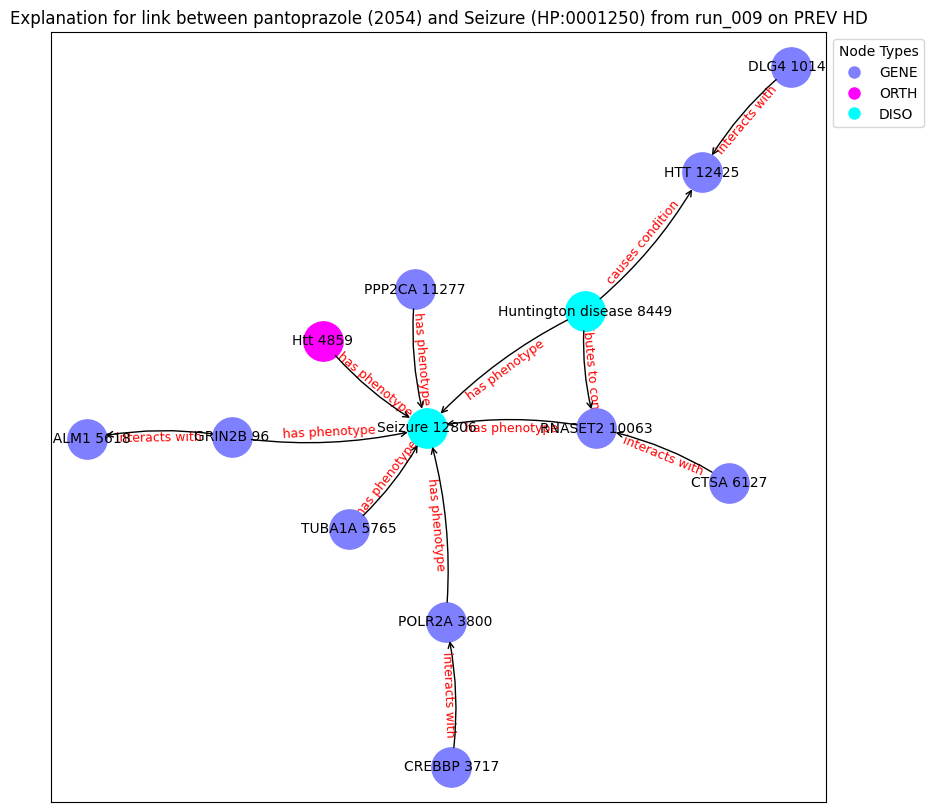 Explanation for link between pantoprazole (2054) and Seizure (HP:0001250) from run_009 on PREV HD
Node Types
GENE
ORTH
DISO
DLG4 1014
interacts with
HTT 12425
causes condition
PPP2CA 11277
Huntington disease 8449
Htt 4859
has phenotype
has phenotype
has phenotype
butes to con
ALM1 5618
interacts with
GRIN2B 96
has phenotype
Seizure 12806
has phenotype
RNASET2 10063
interacts with
CTSA 6127
has phenotype
TUBA1A 5765
has phenotype
POLR2A 3800
interacts with
CREBBP 3717